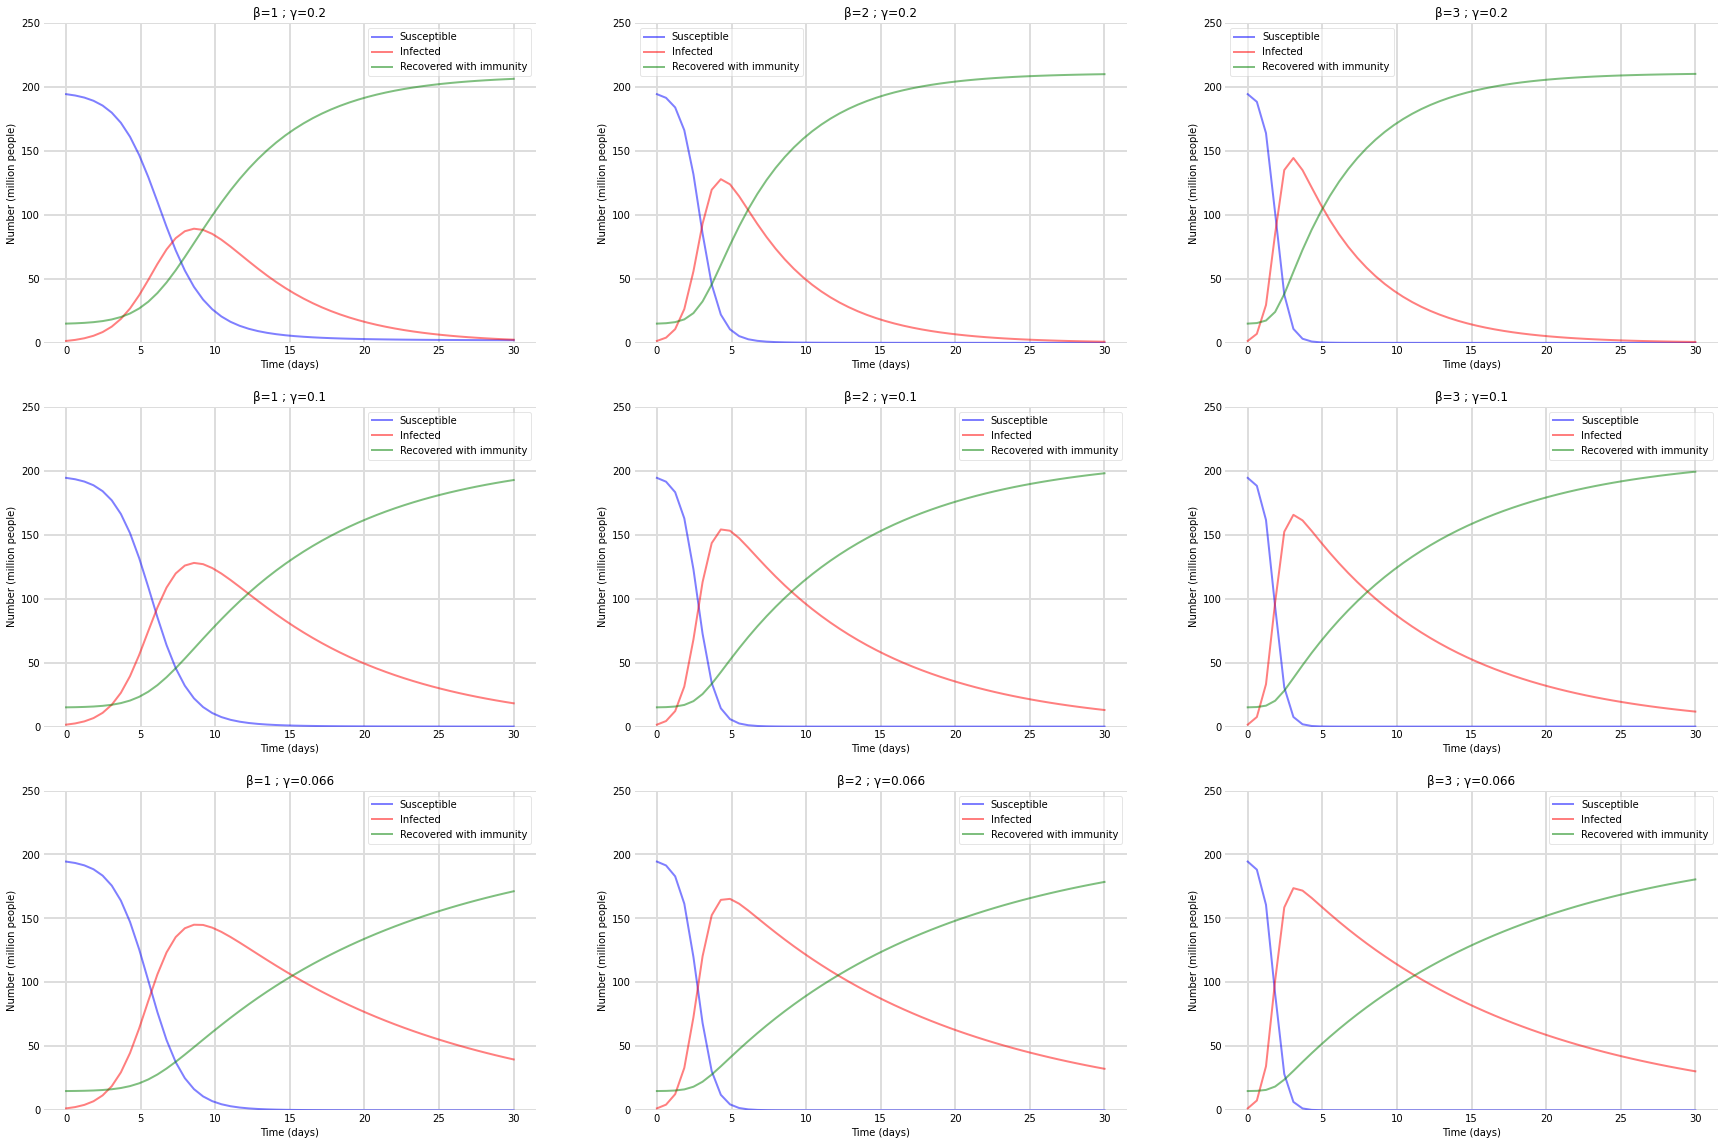 β=1 ; γ=0.2
250
200
150
100
50
0
Number (million people)
Susceptible
Infected
Recovered with immunity
0 5 10 15 20 25 30
Time (days)
β=2 ; γ=0.2
250
200
150
100
50
0
Number (million people)
Susceptible
Infected
Recovered with immunity
0 5 10 15 20 25 30
Time (days)
β=3 ; γ=0.2
250
200
150
100
50
0
Number (million people)
Susceptible
Infected
Recovered with immunity
0 5 10 15 20 25 30
Time (days)
β=1 ; γ=0.1
250
200
150
100
50
0
Number (million people)
Susceptible
Infected
Recovered with immunity
0 5 10 15 20 25 30
Time (days)
β=2 ; γ=0.1
250
200
150
100
50
0
Number (million people)
Susceptible
Infected
Recovered with immunity
0 5 10 15 20 25 30
Time (days)
β=3 ; γ=0.1
250
200
150
100
50
0
Number (million people)
Susceptible
Infected
Recovered with immunity
0 5 10 15 20 25 30
Time (days)
β=1 ; γ=0.066
250
200
150
100
50
0
Number (million people)
Susceptible
Infected
Recovered with immunity
0 5 10 15 20 25 30
Time (days)
β=2 ; γ=0.066
250
200
150
100
50
0
Number (million people)
Susceptible
Infected
Recovered with immunity
0 5 10 15 20 25 30
Time (days)
β=3 ; γ=0.066
250
200
150
100
50
0
Number (million people)
Susceptible
Infected
Recovered with immunity
0 5 10 15 20 25 30
Time (days)